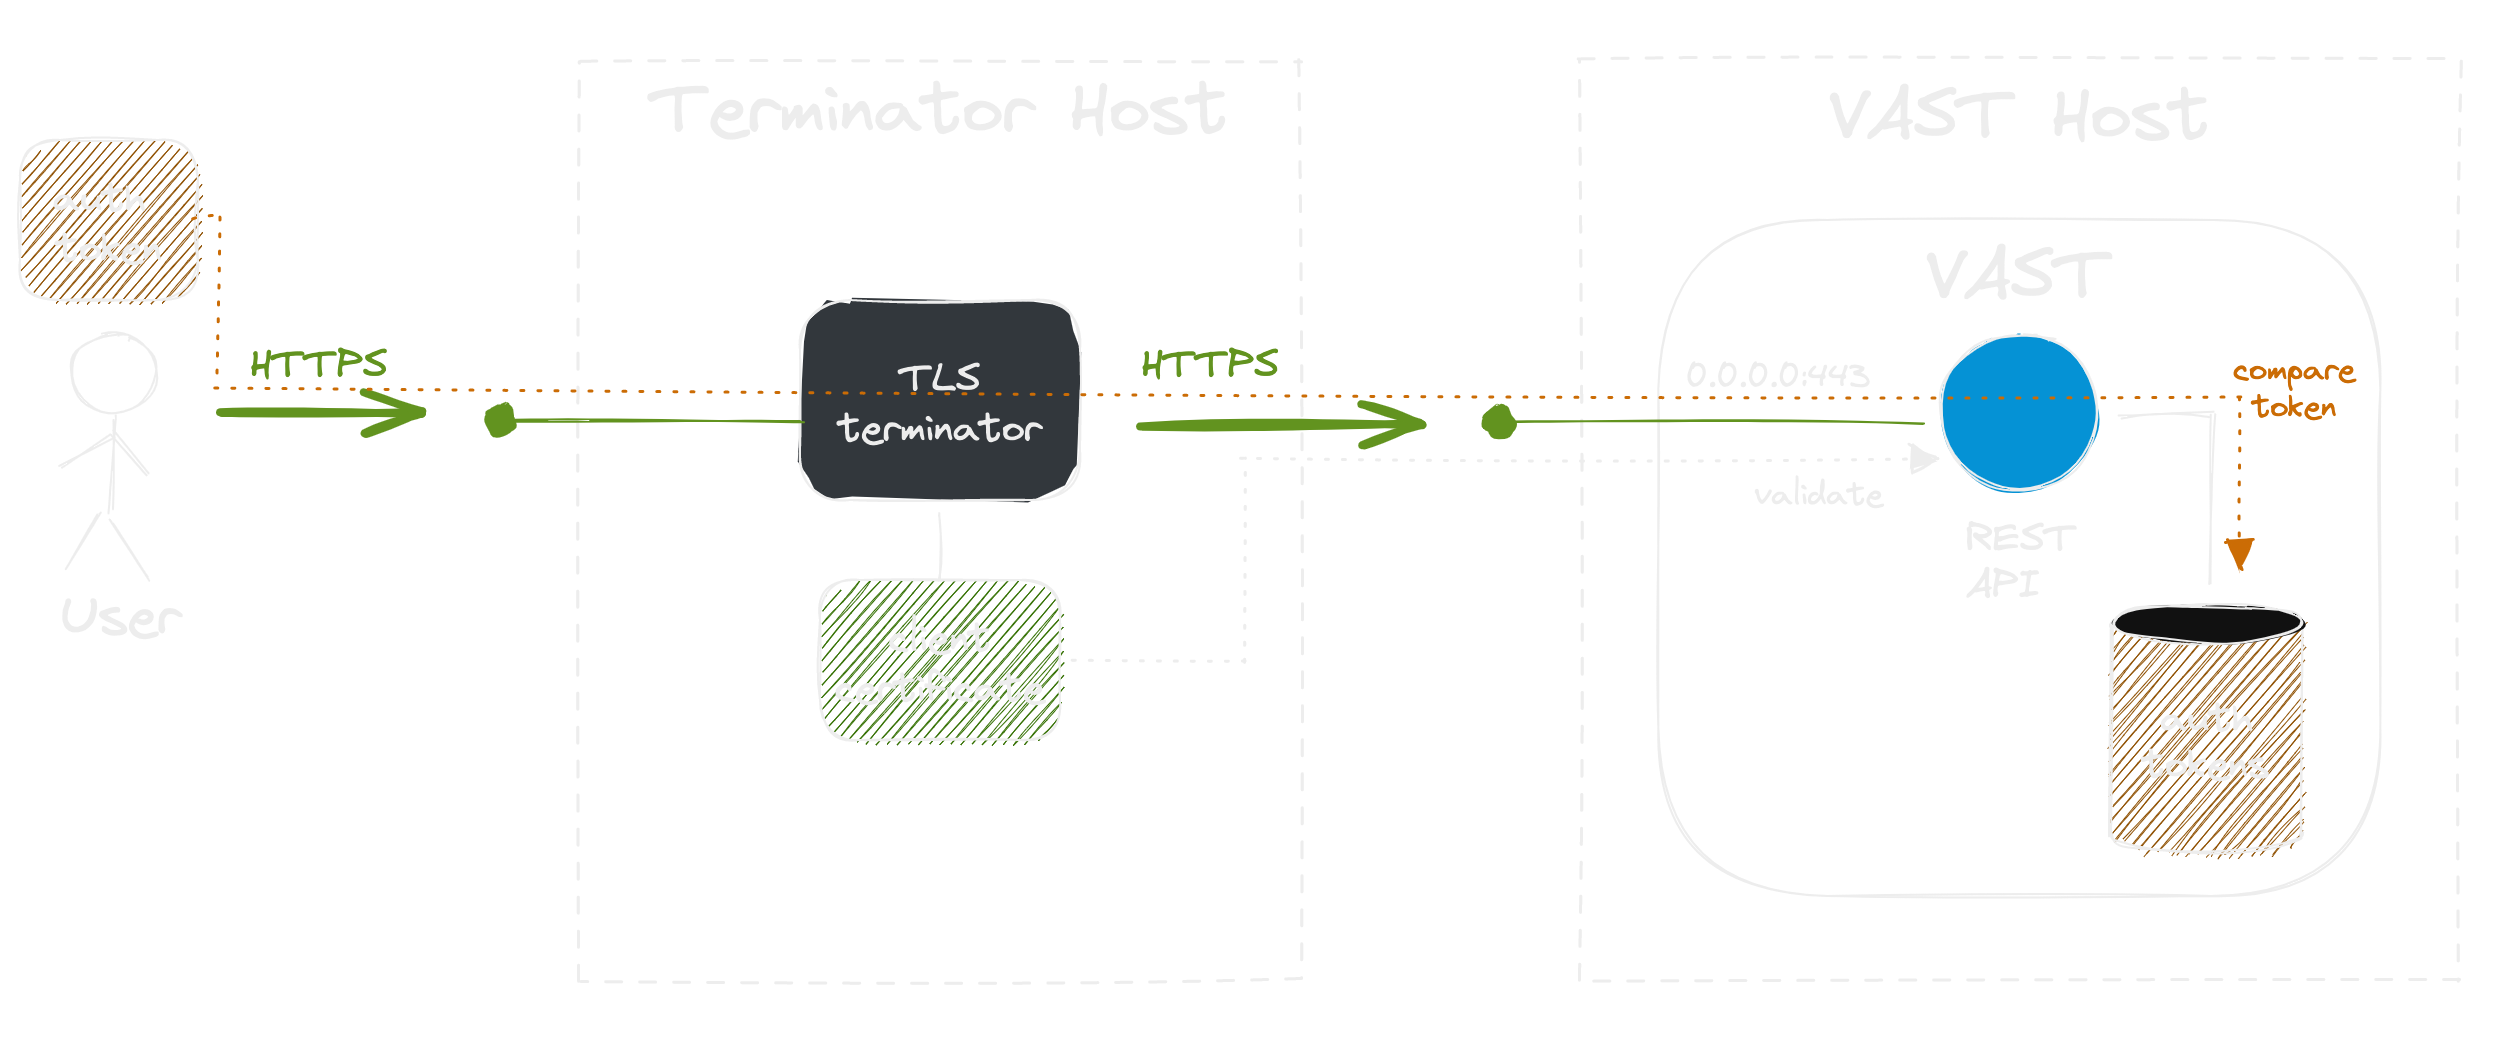 Terminator Host
VAST Host
auth
token
VAST
HTTPS
HTTPS
TLS
terminator
0.0.0.0:443
compare
token
validate
REST
API
User
client
certificate
auth
tokens